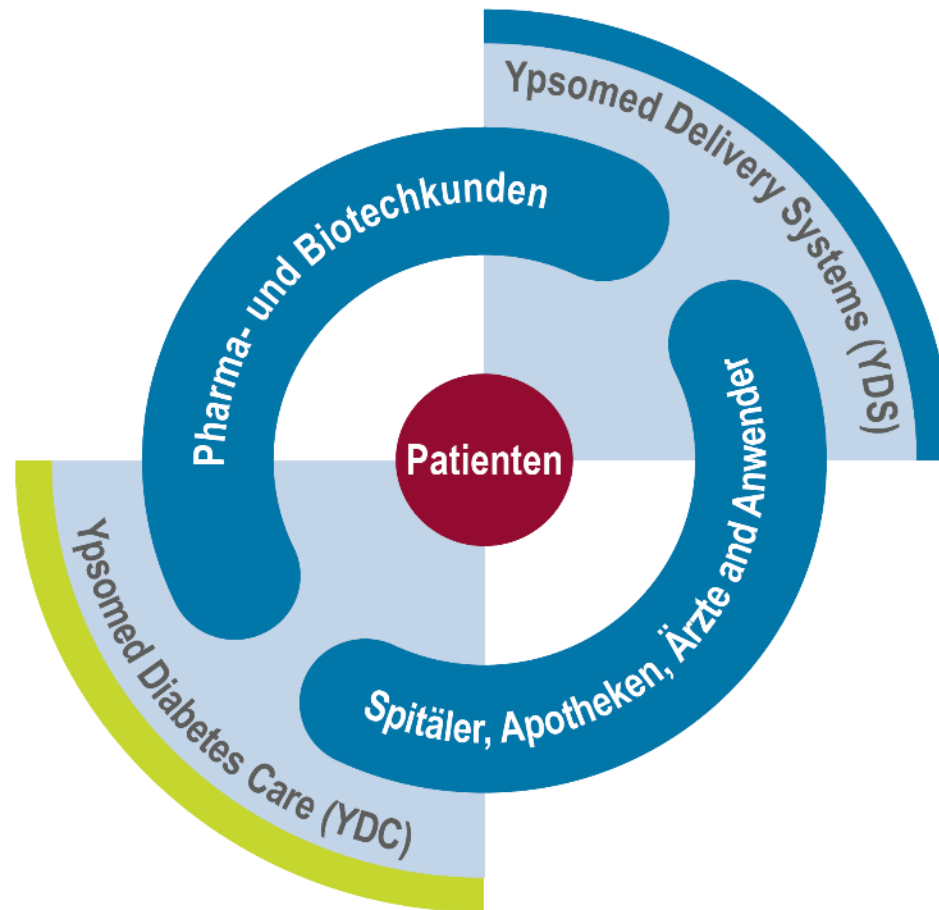 Ypsomed Delivery Systems (YDS)
Pharma- und Biotechkunden
Patienten
Spitäler, Apotheken, Ärzte and Anwender
Ypsomed Diabetes Care (YDC)